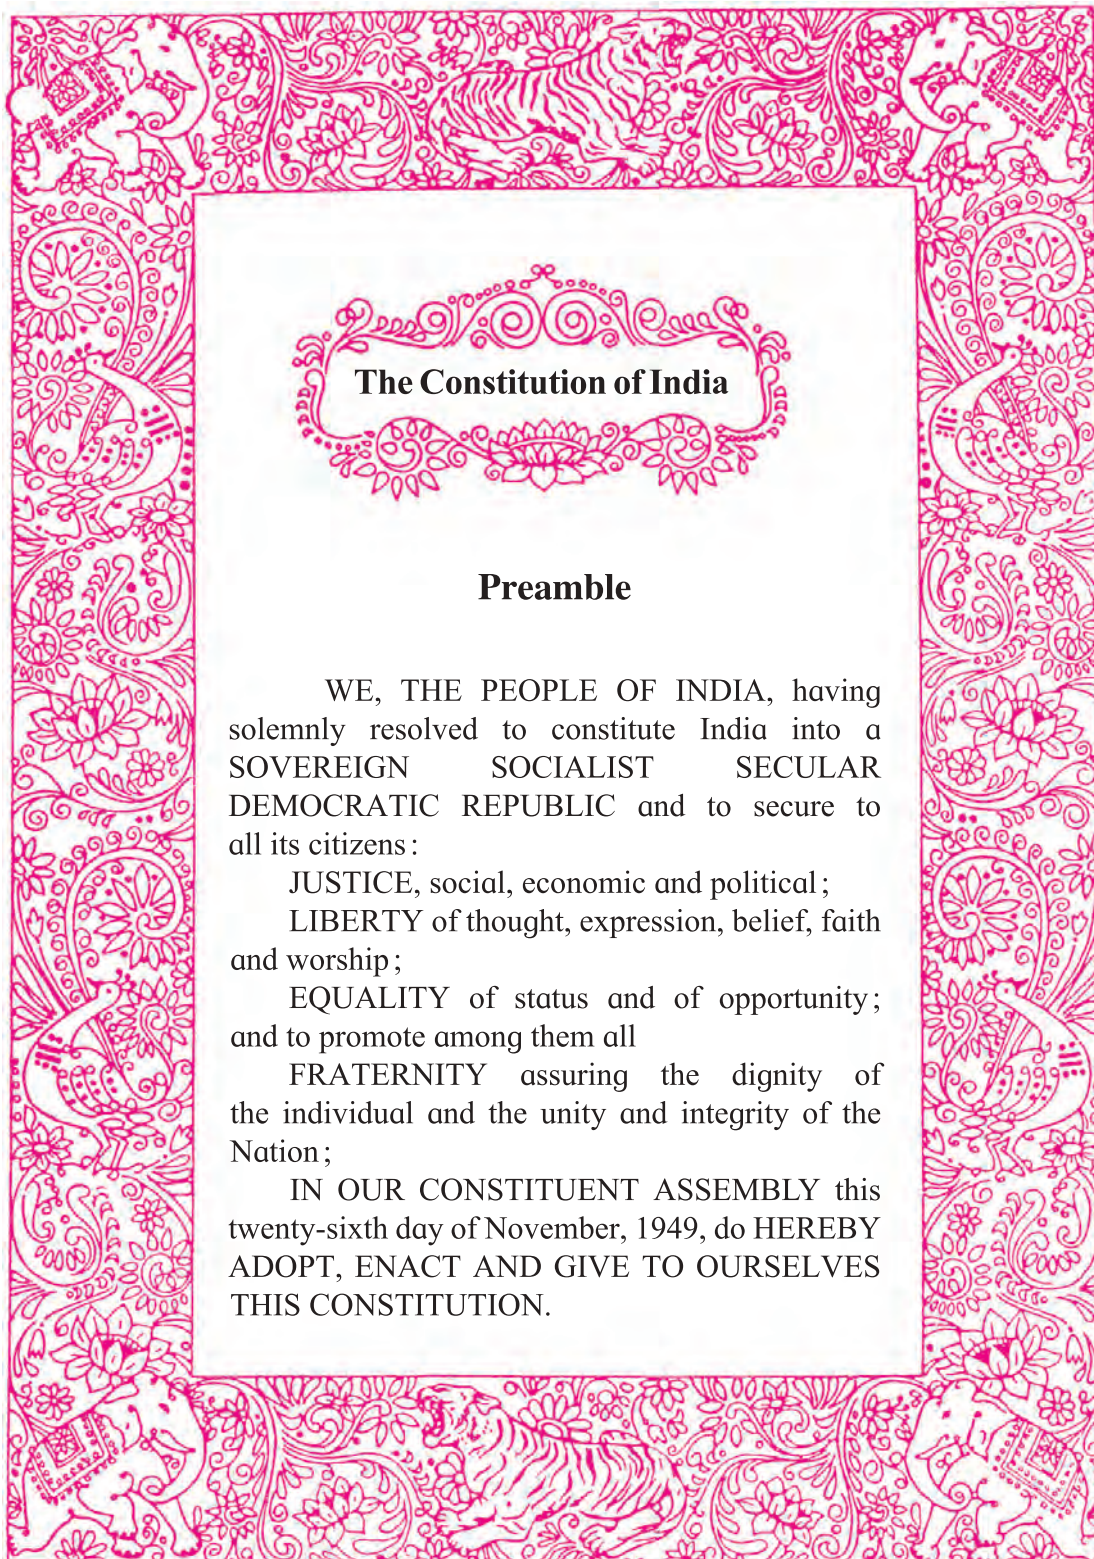 The Constitution of India
Preamble
WE, THE PEOPLE OF INDIA, having
solemnly resolved to constitute India into a
SOVEREIGN SOCIALIST SECULAR
DEMOCRATIC REPUBLIC and to secure to
all its citizens :
JUSTICE, social, economic and political ;
LIBERTY of thought, expression, belief, faith
and worship ;
EQUALITY of status and of opportunity ;
and to promote among them all
FRATERNITY assuring the dignity of
the individual and the unity and integrity of the
Nation ;
IN OUR CONSTITUENT ASSEMBLY this
twenty-sixth day of November, 1949, do HEREBY
ADOPT, ENACT AND GIVE TO OURSELVES
THIS CONSTITUTION.